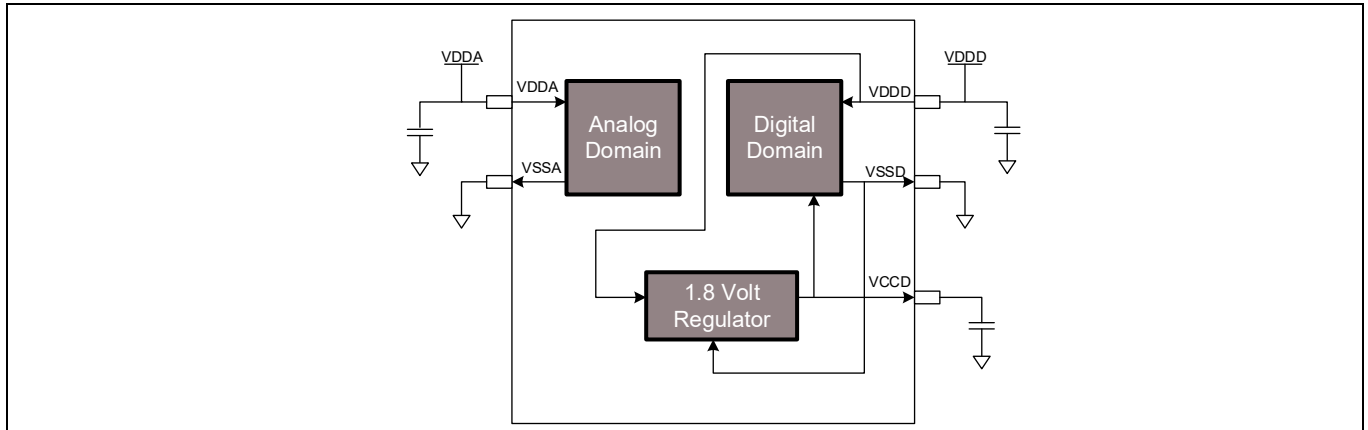 VDDA
VDDD
VDDA
VDDD
Analog
Domain
Digital
Domain
VSSA
VSSD
1.8 Volt
Regulator
VCCD